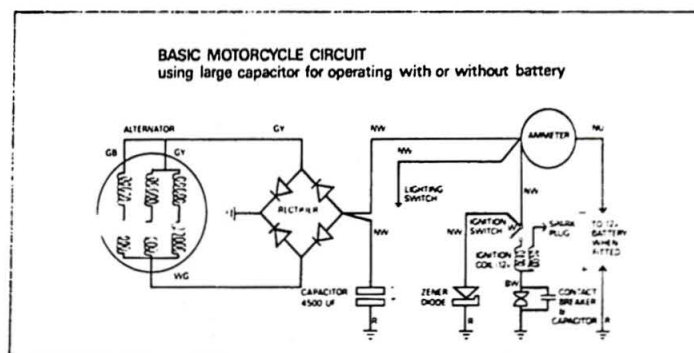 BASIC MOTORCYCLE CIRCUIT
using large capacitor for operating with or without battery
ALTERNATOR
GY
GB
GY
NW
NW
AMMETER
NU
LIGHTING
SWITCH
NW
RECTIFIER
NW
NW
IGNITION
SWITCH
SPARK
PLUG
TO 12v
BATTERY
WHEN
FITTED
IGNITION
COIL 12v
WG
CAPACITOR
4500 UF
ZENER
DIODE
BW
CONTACT
BREAKER
&
CAPACITOR
R
R
R